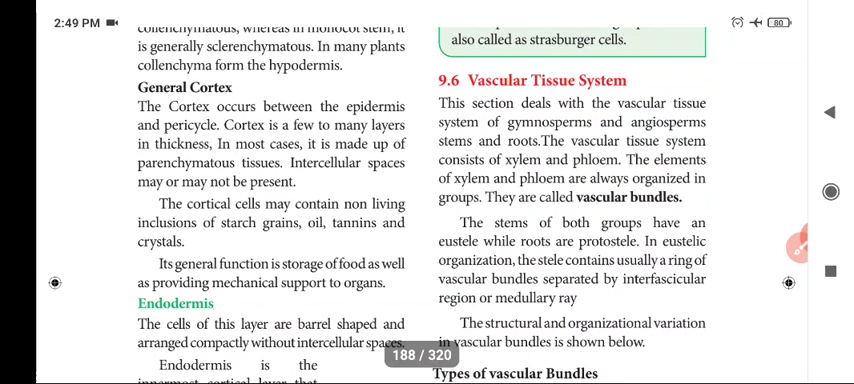 2:49 PM
80
collenchymatous, whereas in monocot stem, it
is generally sclerenchymatous. In many plants
collenchyma form the hypodermis.
General Cortex
The Cortex occurs between the epidermis
and pericycle. Cortex is a few to many layers
in thickness, In most cases, it is made up of
parenchymatous tissues. Intercellular spaces
may or may not be present.
The cortical cells may contain non living
inclusions of starch grains, oil, tannins and
crystals.
Its general function is storage of food as well
as providing mechanical support to organs.
Endodermis
The cells of this layer are barrel shaped and
arranged compactly without intercellular spaces.
Endodermis is the
innermost cortical layer that
also called as strasburger cells.
9.6 Vascular Tissue System
This section deals with the vascular tissue
system of gymnosperms and angiosperms
stems and roots.The vascular tissue system
consists of xylem and phloem. The elements
of xylem and phloem are always organized in
groups. They are called vascular bundles.
The stems of both groups have an
eustele while roots are protostele. In eustelic
organization, the stele contains usually a ring of
vascular bundles separated by interfascicular
region or medullary ray
The structural and organizational variation
in vascular bundles is shown below.
Types of vascular Bundles
188 / 320